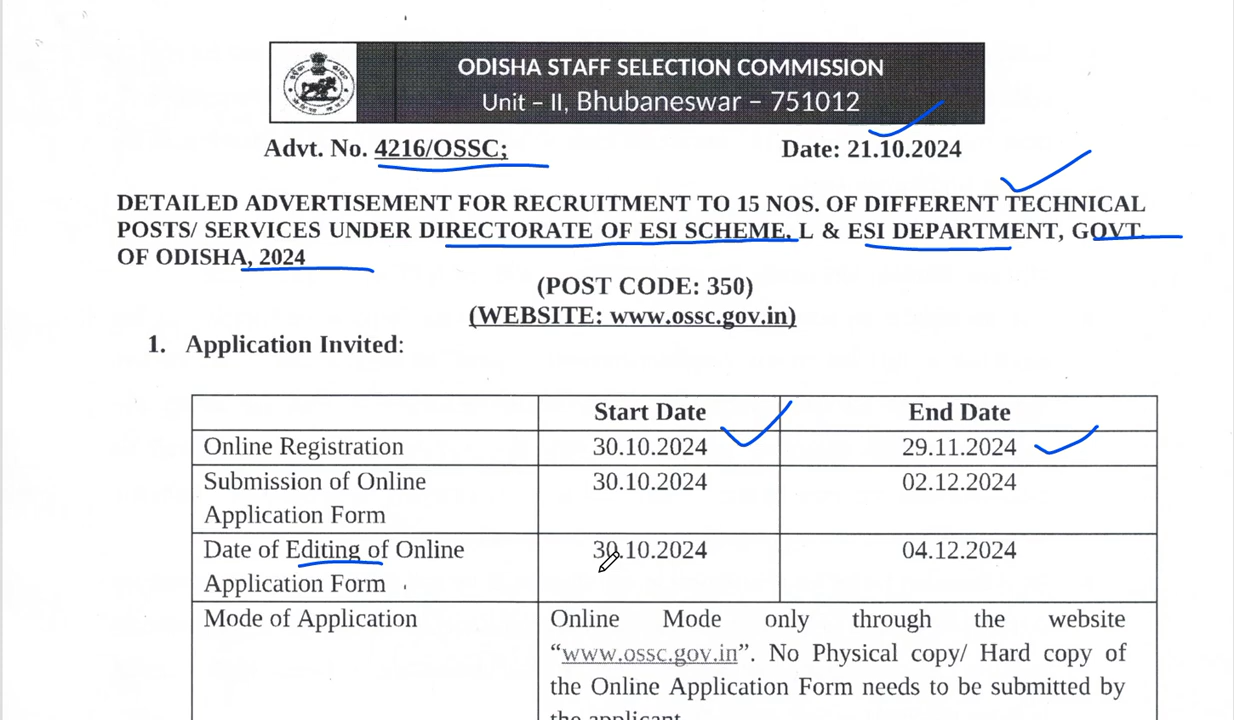 ODISHA STAFF SELECTION COMMISSION
Unit – II, Bhubaneswar – 751012
Advt. No. 4216/OSSC; Date: 21.10.2024
DETAILED ADVERTISEMENT FOR RECRUITMENT TO 15 NOS. OF DIFFERENT TECHNICAL
POSTS/ SERVICES UNDER DIRECTORATE OF ESI SCHEME, L & ESI DEPARTMENT, GOVT.
OF ODISHA, 2024
(POST CODE: 350)
(WEBSITE: www.ossc.gov.in)
1. Application Invited:
Start Date End Date
Online Registration 30.10.2024 29.11.2024
Submission of Online 30.10.2024 02.12.2024
Application Form
Date of Editing of Online 30.10.2024 04.12.2024
Application Form
Mode of Application Online Mode only through the website
“www.ossc.gov.in”. No Physical copy/ Hard copy of
the Online Application Form needs to be submitted by
the applicant